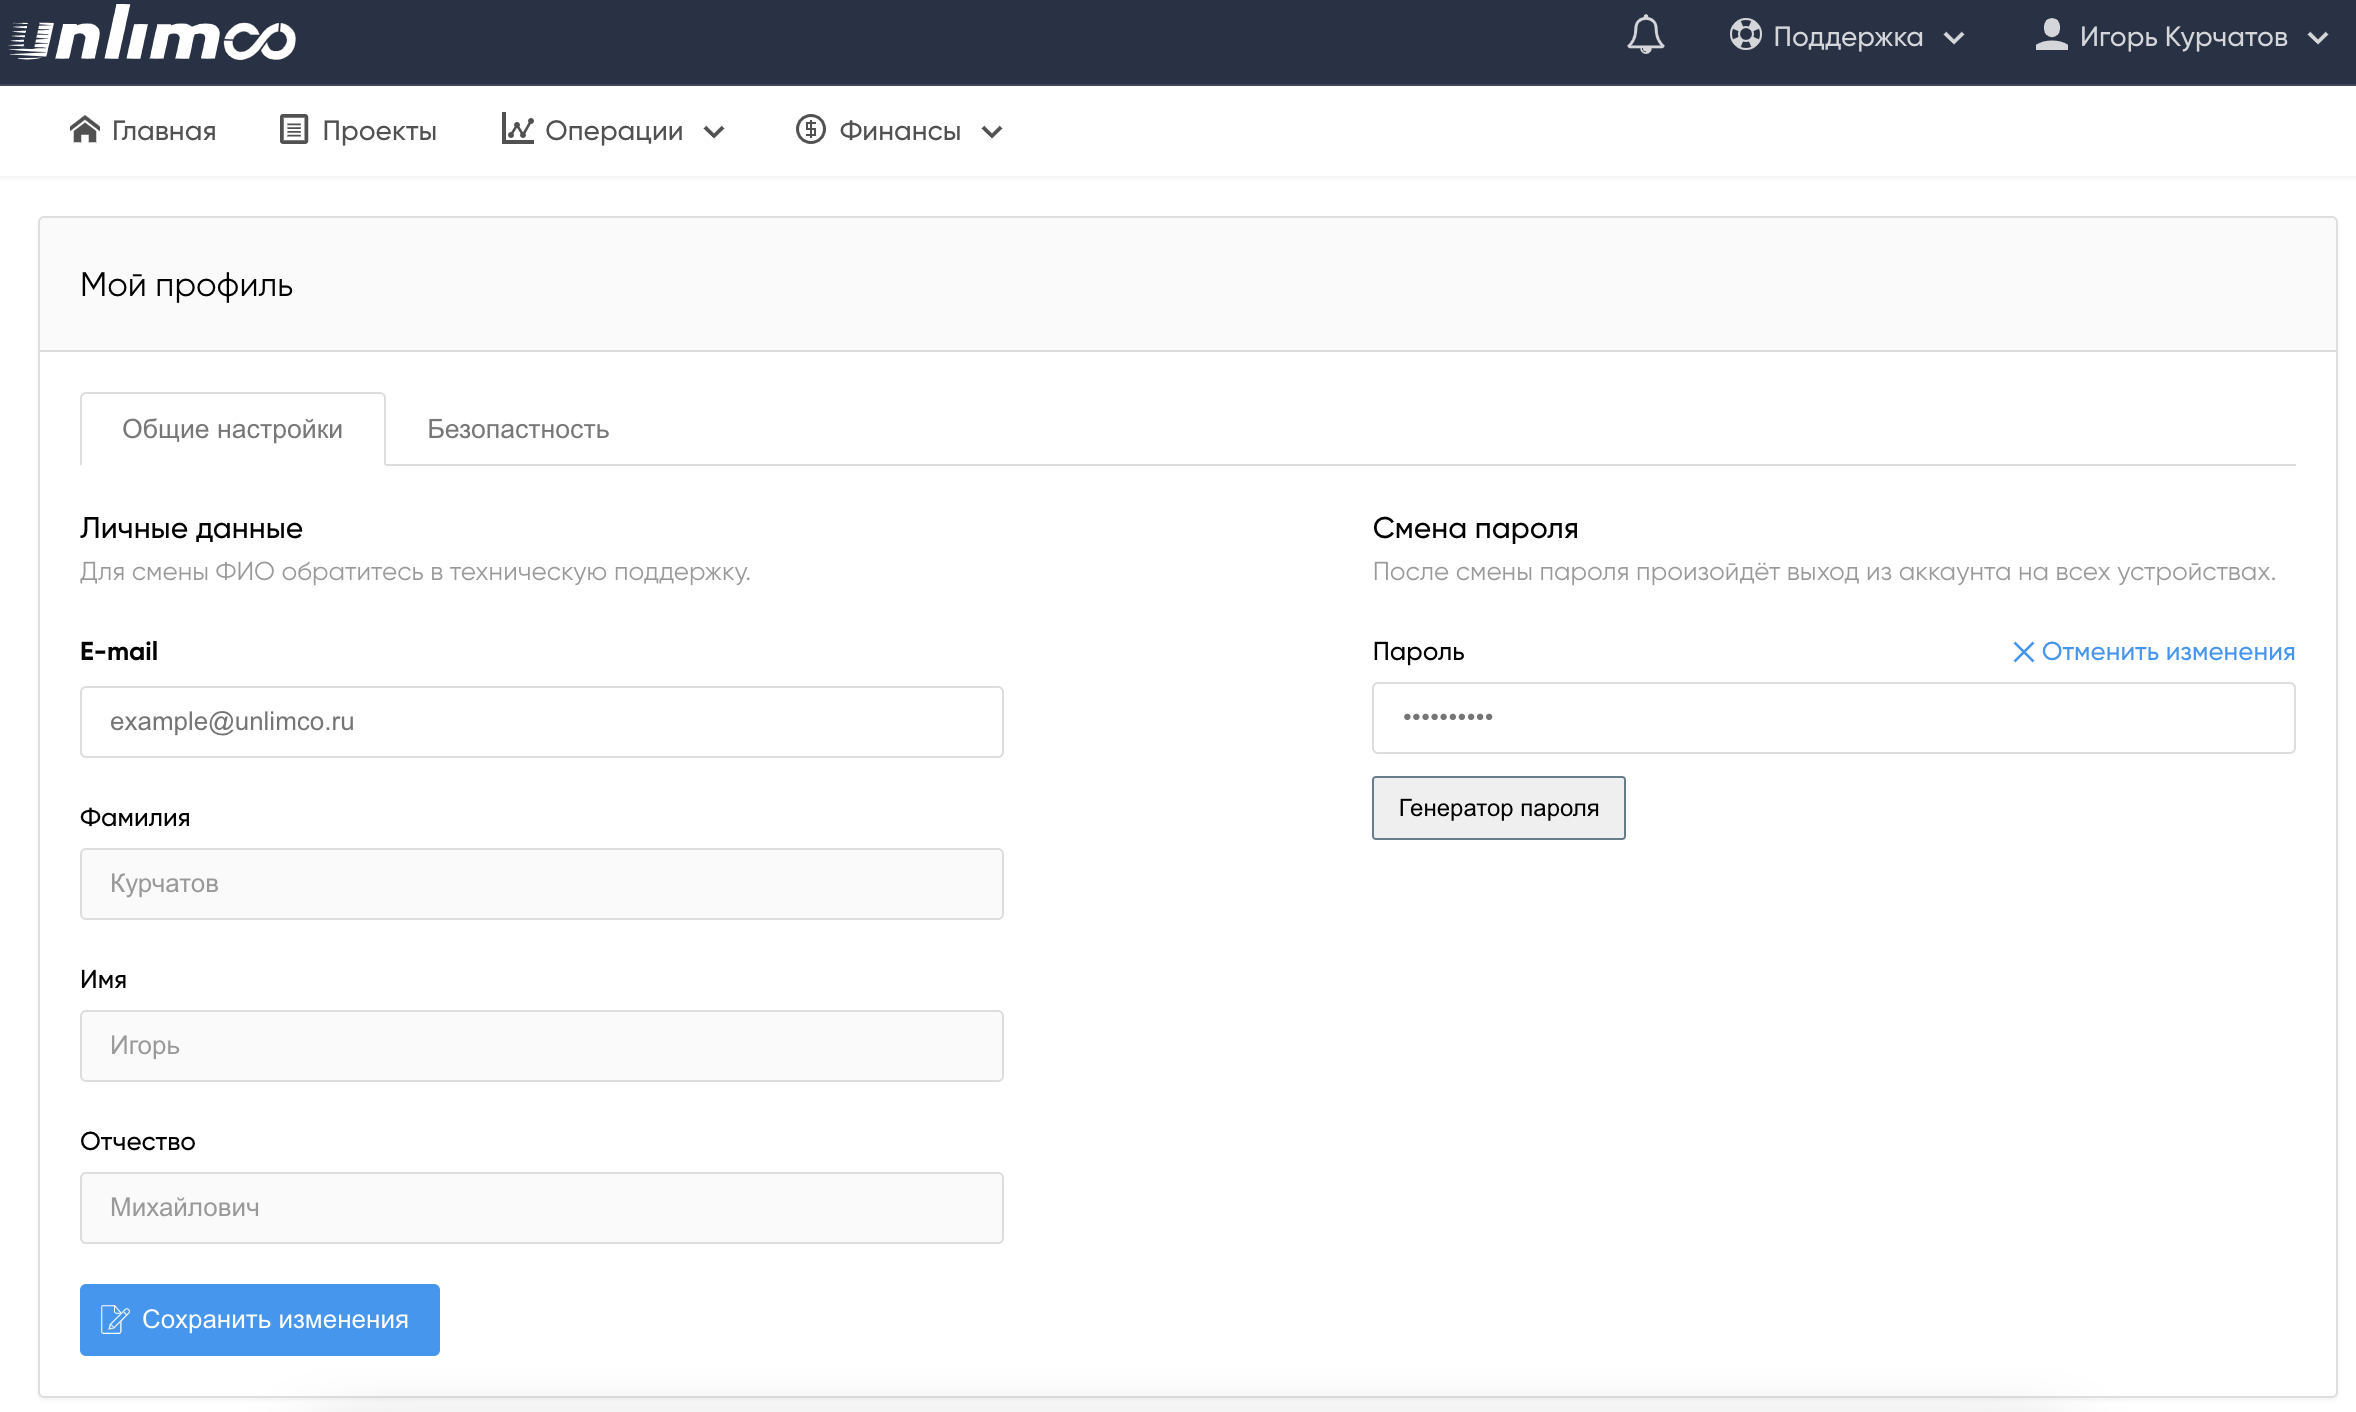 unlimco
Поддержка
Игорь Курчатов
Главная
Проекты
Операции
Финансы
Мой профиль
Общие настройки
Безопастность
Личные данные
Для смены ФИО обратитесь в техническую поддержку.
E-mail
example@unlimco.ru
Фамилия
Курчатов
Имя
Игорь
Отчество
Михайлович
Сохранить изменения
Смена пароля
После смены пароля произойдёт выход из аккаунта на всех устройствах.
Пароль
Отменить изменения
••••••••••
Генератор пароля